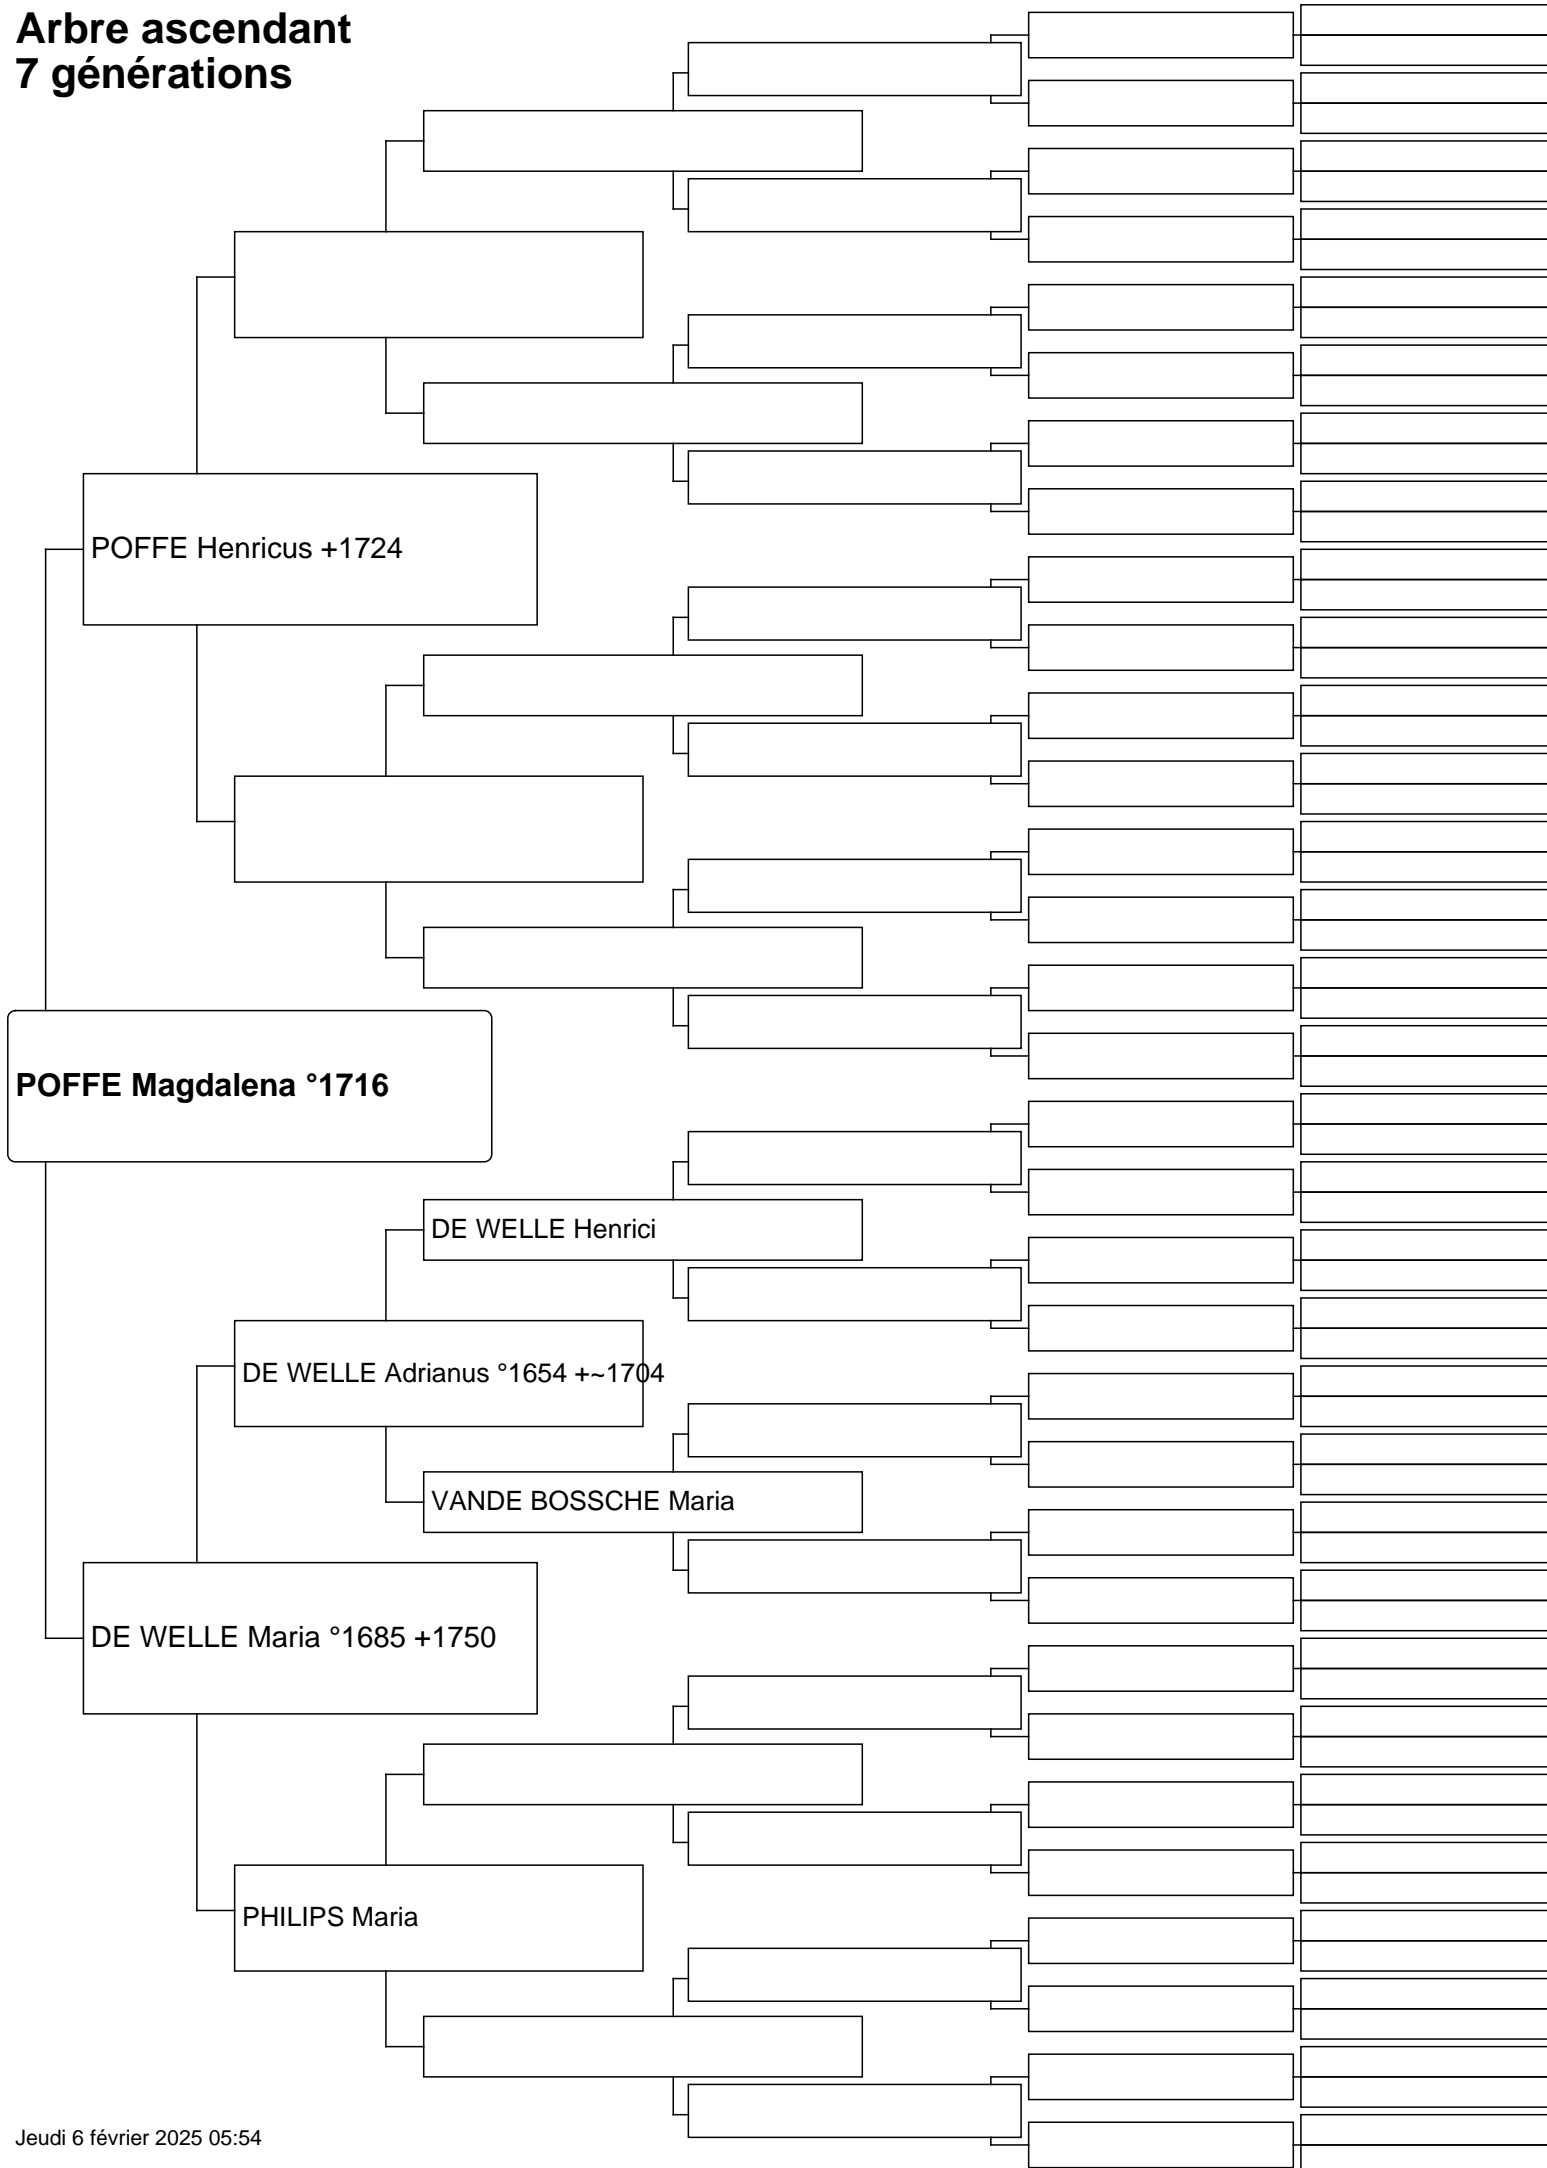 Arbre ascendant
7 générations
POFFE Henricus +1724
POFFE Magdalena °1716
DE WELLE Henrici
DE WELLE Adrianus °1654 +~1704
VANDE BOSSCHE Maria
DE WELLE Maria °1685 +1750
PHILIPS Maria
Jeudi 6 février 2025 05:54